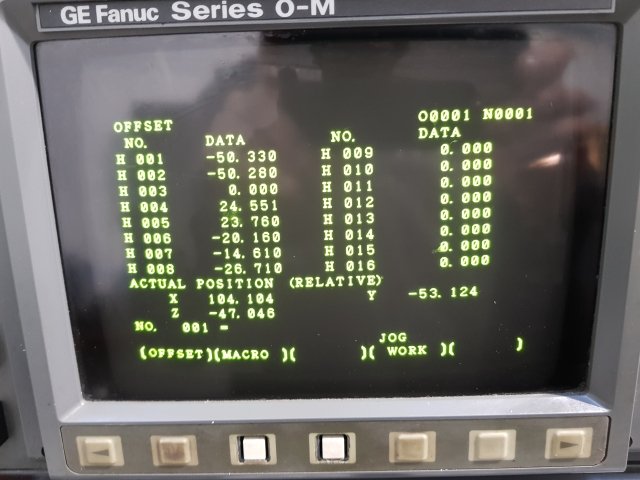 GE Fanuc Series 0-M
O0001 N0001
OFFSET
NO. DATA NO. DATA
H 001 -50.330 H 009 0.000
H 002 -50.280 H 010 0.000
H 003 0.000 H 011 0.000
H 004 24.551 H 012 0.000
H 005 23.760 H 013 0.000
H 006 -20.160 H 014 0.000
H 007 -14.610 H 015 0.000
H 008 -26.710 H 016 0.000
ACTUAL POSITION (RELATIVE)
X 104.104 Y -53.124
Z -47.046
NO. 001 =
JOG
(OFFSET)(MACRO )( )( WORK )( )